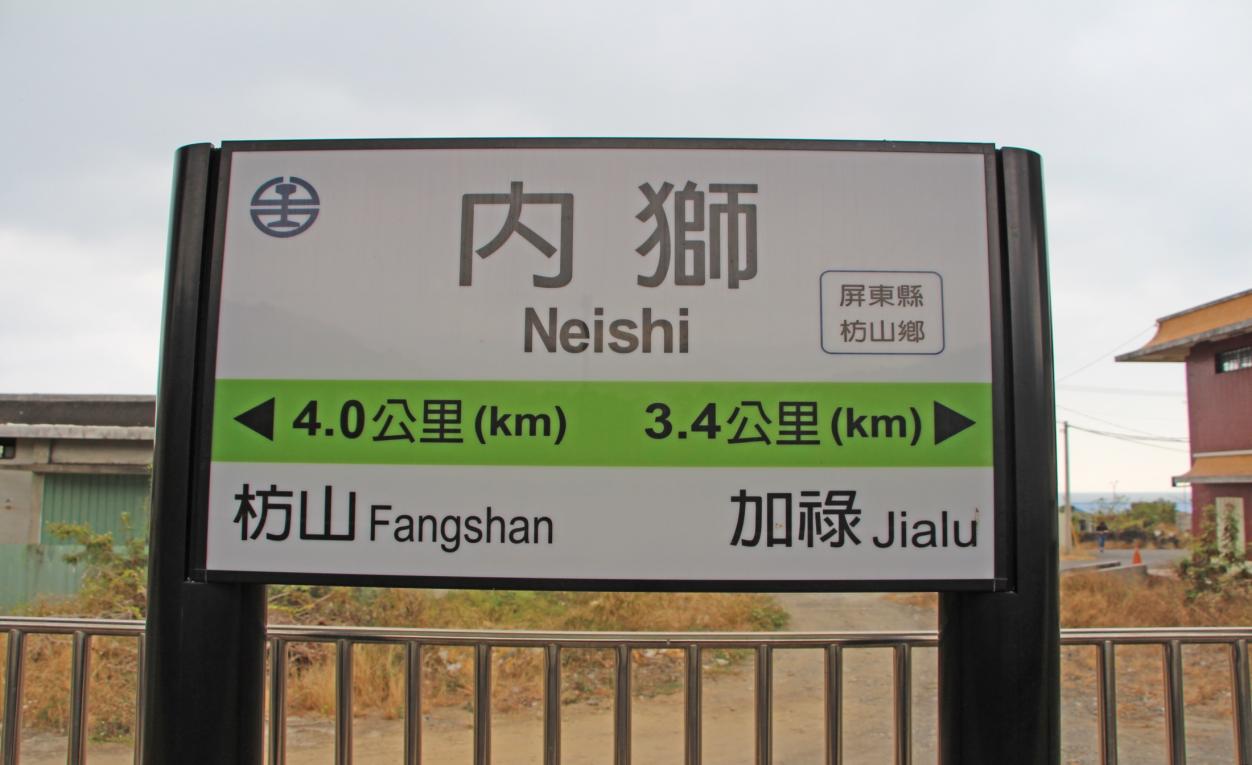 内獅
Neishi
屏東縣
枋山鄉
4.0公里(km) 3.4公里(km)
枋山 Fangshan 加祿 Jialu